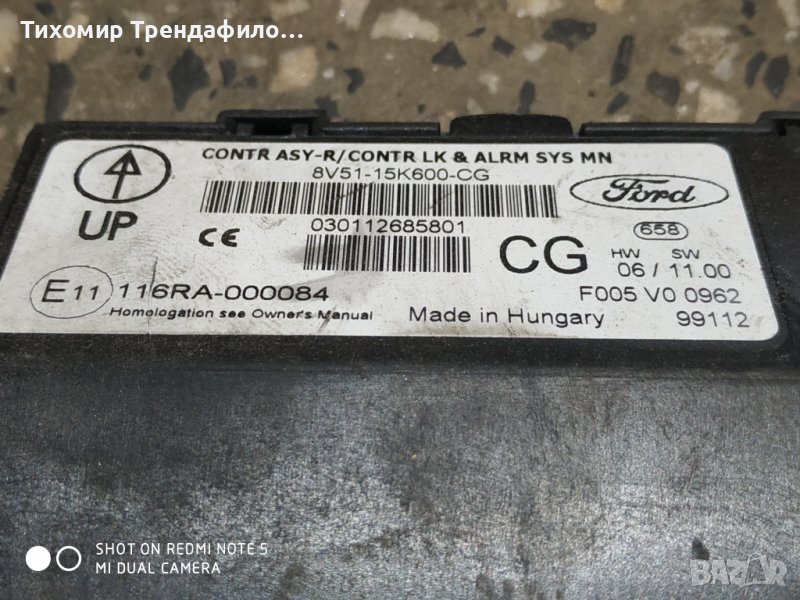 Тихомир Трендафило...
CONTR ASY-R/CONTR LK & ALRM SYS MN
8V51-15K600-CG
Ford
UP
CE
030112685801
CG
658
HW SW
06 / 11.00
E11 116RA-000084
F005 V0 0962
Homologation see Owner's Manual
Made in Hungary
99112
SHOT ON REDMI NOTE 5
MI DUAL CAMERA
BAZAR